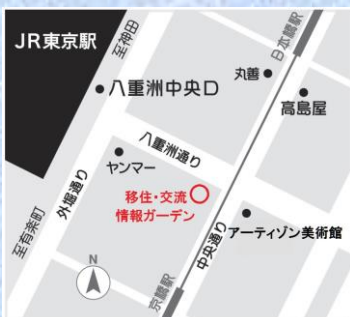 JR東京駅
至神田
日本橋駅
丸善
八重洲中央口
高島屋
八重洲通り
ヤンマー
外堀通り
移住・交流
情報ガーデン
アーティゾン美術館
至有楽町
中央通り
N
京橋駅